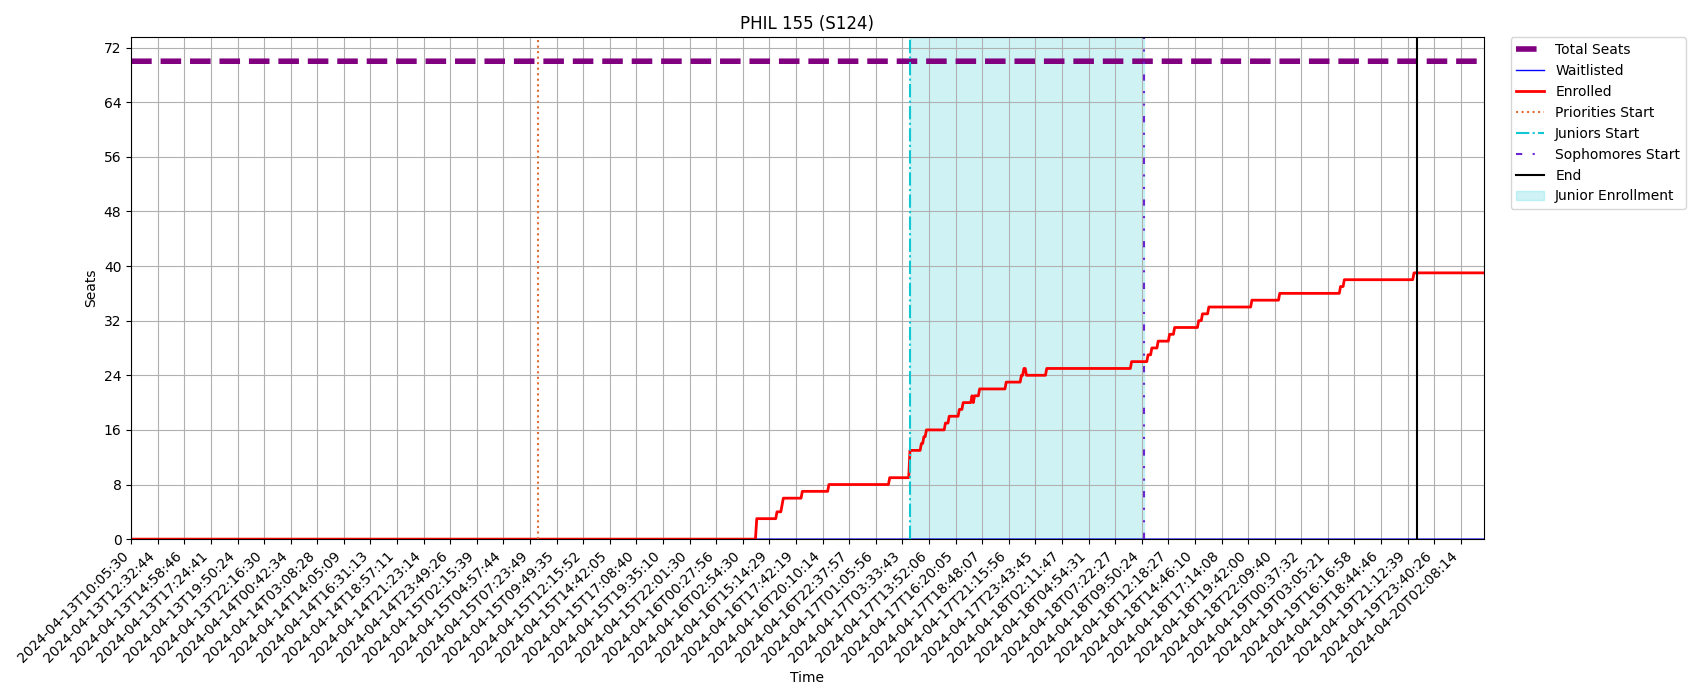 PHIL 155 (S124)
72
64
56
48
40
32
24
16
8
0
Seats
2024-04-13T10:05:30
2024-04-13T12:32:44
2024-04-13T14:58:46
2024-04-13T17:24:41
2024-04-13T19:50:24
2024-04-13T22:16:30
2024-04-14T00:42:34
2024-04-14T03:08:28
2024-04-14T14:05:09
2024-04-14T16:31:13
2024-04-14T18:57:11
2024-04-14T21:23:14
2024-04-14T23:49:26
2024-04-15T02:15:39
2024-04-15T04:57:44
2024-04-15T07:23:49
2024-04-15T09:49:35
2024-04-15T12:15:52
2024-04-15T14:42:05
2024-04-15T17:08:40
2024-04-15T19:35:10
2024-04-15T22:01:30
2024-04-16T00:27:56
2024-04-16T02:54:30
2024-04-16T15:14:29
2024-04-16T17:42:19
2024-04-16T20:10:14
2024-04-16T22:37:57
2024-04-17T01:05:56
2024-04-17T03:33:43
2024-04-17T13:52:06
2024-04-17T16:20:05
2024-04-17T18:48:07
2024-04-17T21:15:56
2024-04-17T23:43:45
2024-04-18T02:11:47
2024-04-18T04:54:31
2024-04-18T07:22:27
2024-04-18T09:50:24
2024-04-18T12:18:27
2024-04-18T14:46:10
2024-04-18T17:14:08
2024-04-18T19:42:00
2024-04-18T22:09:40
2024-04-19T00:37:32
2024-04-19T03:05:21
2024-04-19T16:16:58
2024-04-19T18:44:46
2024-04-19T21:12:39
2024-04-19T23:40:26
2024-04-20T02:08:14
Time
Total Seats
Waitlisted
Enrolled
Priorities Start
Juniors Start
Sophomores Start
End
Junior Enrollment